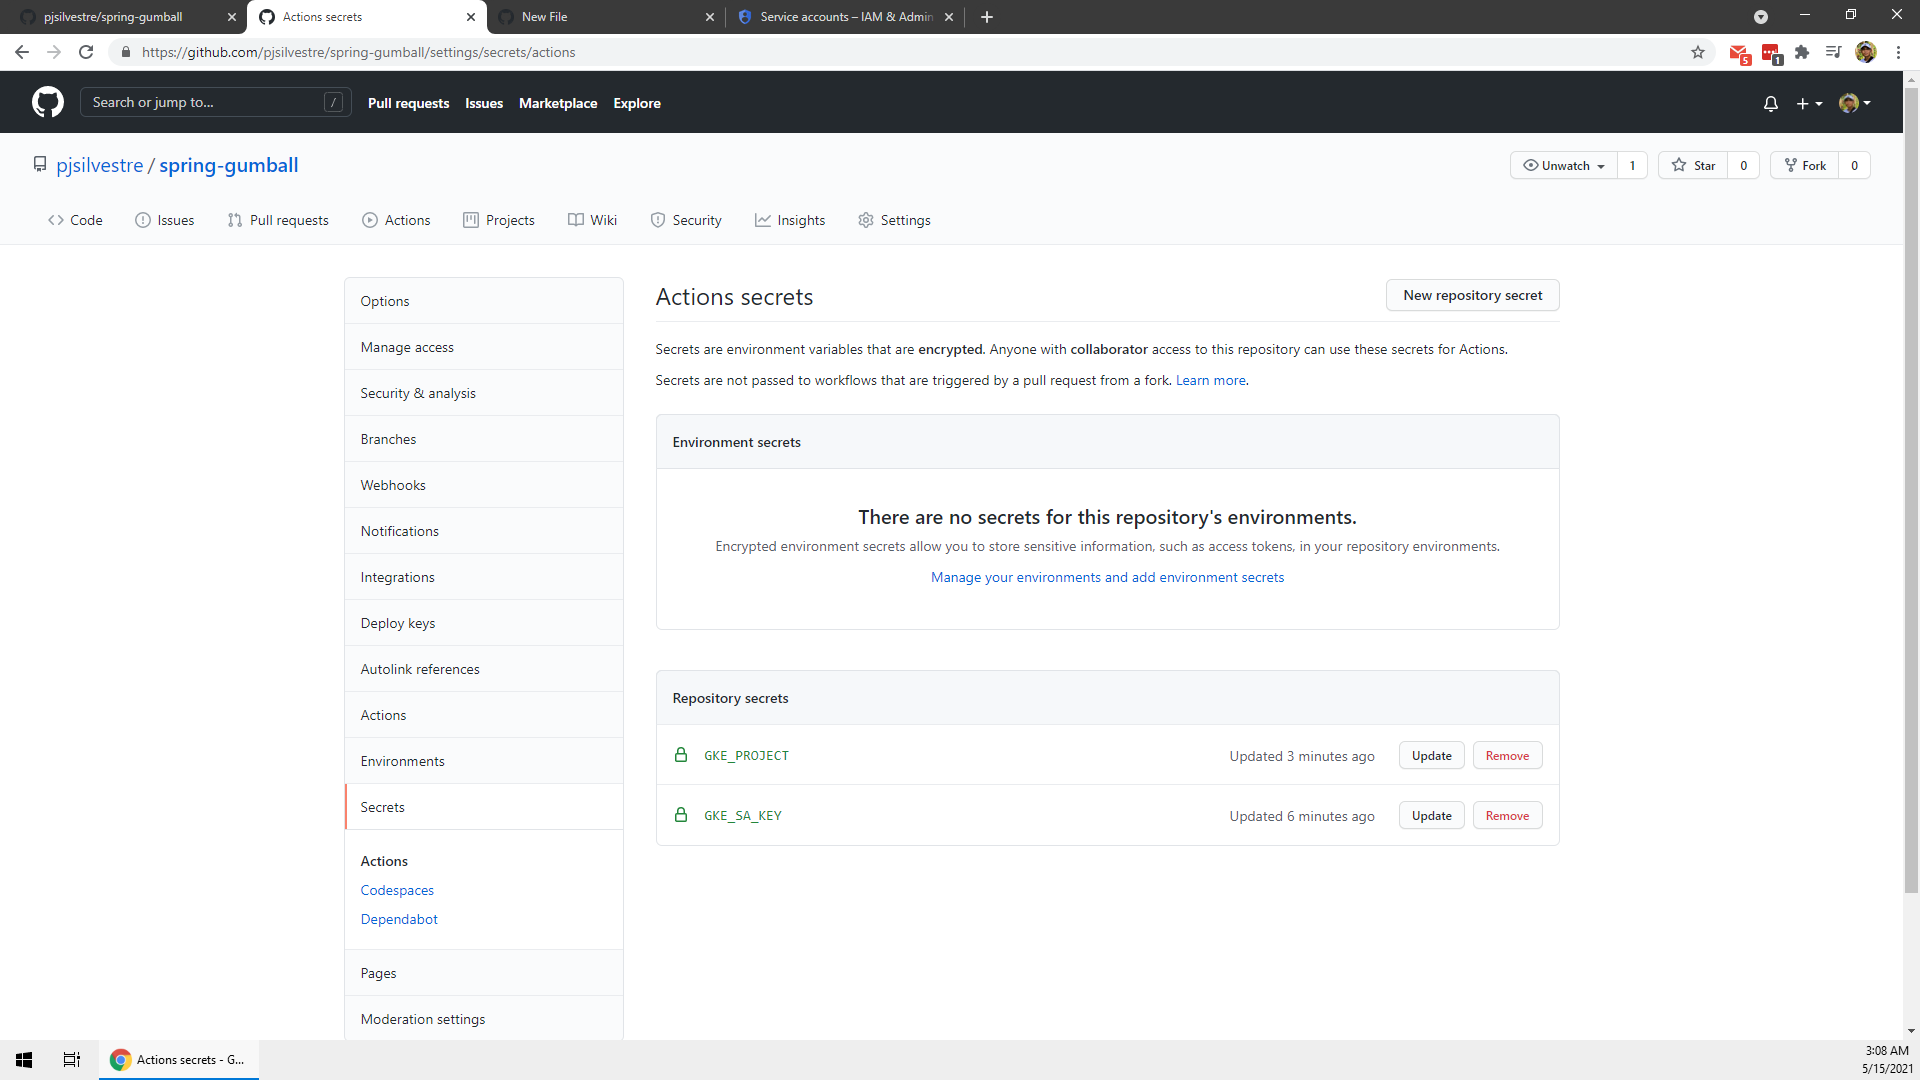 pjsilvestre/spring-gumball
Actions secrets
New File
Service accounts – IAM & Admin
https://github.com/pjsilvestre/spring-gumball/settings/secrets/actions
5
1
Search or jump to...
/
Pull requests
Issues
Marketplace
Explore
pjsilvestre / spring-gumball
Unwatch
1
Star
0
Fork
0
Code
Issues
Pull requests
Actions
Projects
Wiki
Security
Insights
Settings
Options
Manage access
Security & analysis
Branches
Webhooks
Notifications
Integrations
Deploy keys
Autolink references
Actions
Environments
Secrets
Actions
Codespaces
Dependabot
Pages
Moderation settings
Actions secrets
New repository secret
Secrets are environment variables that are encrypted. Anyone with collaborator access to this repository can use these secrets for Actions.
Secrets are not passed to workflows that are triggered by a pull request from a fork. Learn more.
Environment secrets
There are no secrets for this repository's environments.
Encrypted environment secrets allow you to store sensitive information, such as access tokens, in your repository environments.
Manage your environments and add environment secrets
Repository secrets
GKE_PROJECT
Updated 3 minutes ago
Update
Remove
GKE_SA_KEY
Updated 6 minutes ago
Update
Remove
Actions secrets - G...
3:08 AM
5/15/2021